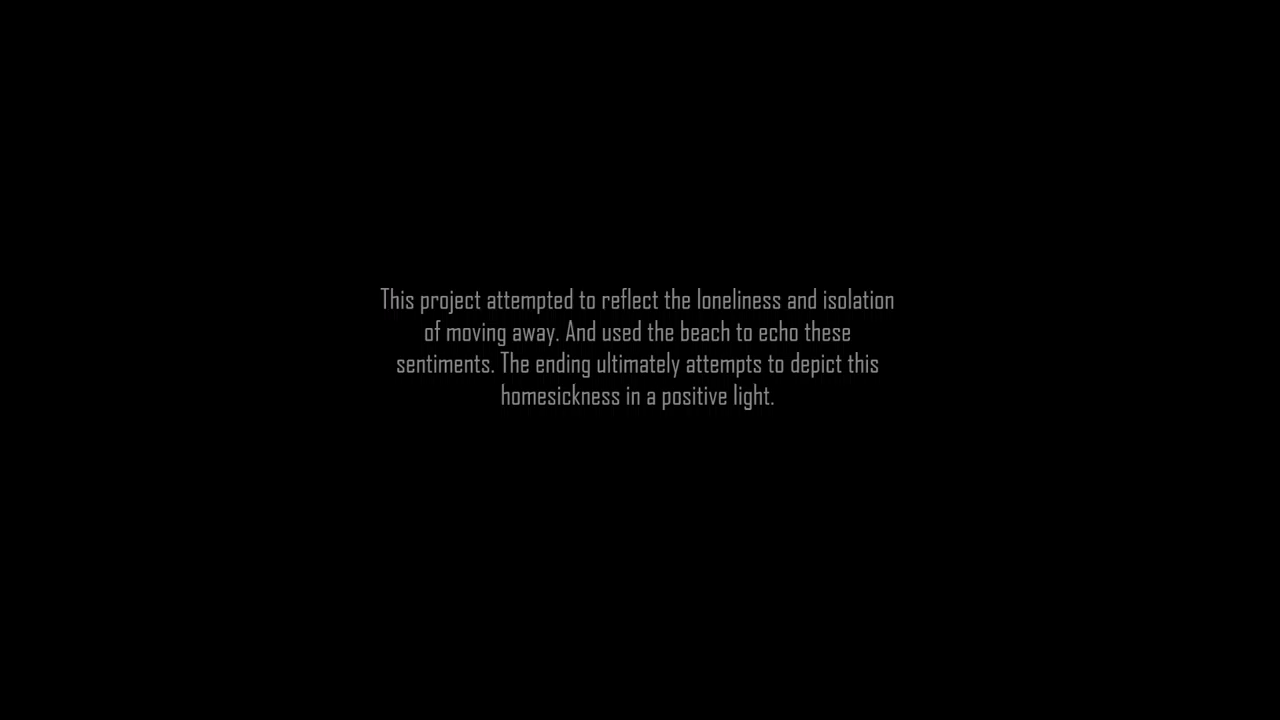 This project attempted to reflect the loneliness and isolation
of moving away. And used the beach to echo these
sentiments. The ending ultimately attempts to depict this
homesickness in a positive light.